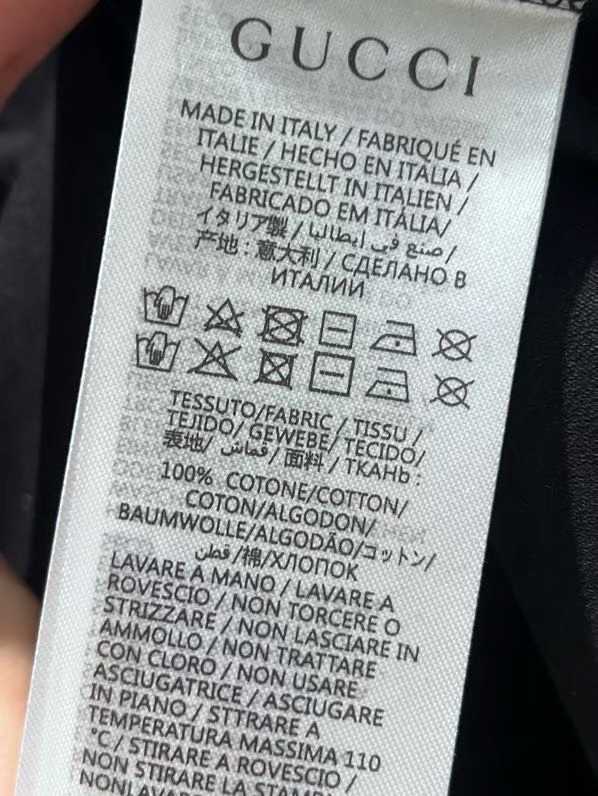 GUCCI
MADE IN ITALY / FABRIQUÉ EN
ITALIE / HECHO EN ITALIA /
HERGESTELLT IN ITALIEN /
FABRICADO EM ITÁLIA/
イタリア製 / صنع في ايطاليا /
产地 : 意大利 / СДЕЛАНО В
ИТАЛИИ
TESSUTO/FABRIC / TISSU /
TEJIDO/ GEWEBE/ TECIDO/
表地/ قماش /面料 / ТКАНЬ :
100% COTONE/COTTON/
COTON/ALGODON/
BAUMWOLLE/ALGODÃO/コットン/
قطن /棉/ХЛОПОК
LAVARE A MANO / LAVARE A
ROVESCIO / NON TORCERE O
STRIZZARE / NON LASCIARE IN
AMMOLLO / NON TRATTARE
CON CLORO / NON USARE
ASCIUGATRICE / ASCIUGARE
IN PIANO / STTRARE A
TEMPERATURA MASSIMA 110
°C / STIRARE A ROVESCIO /
NON STIRARE LA